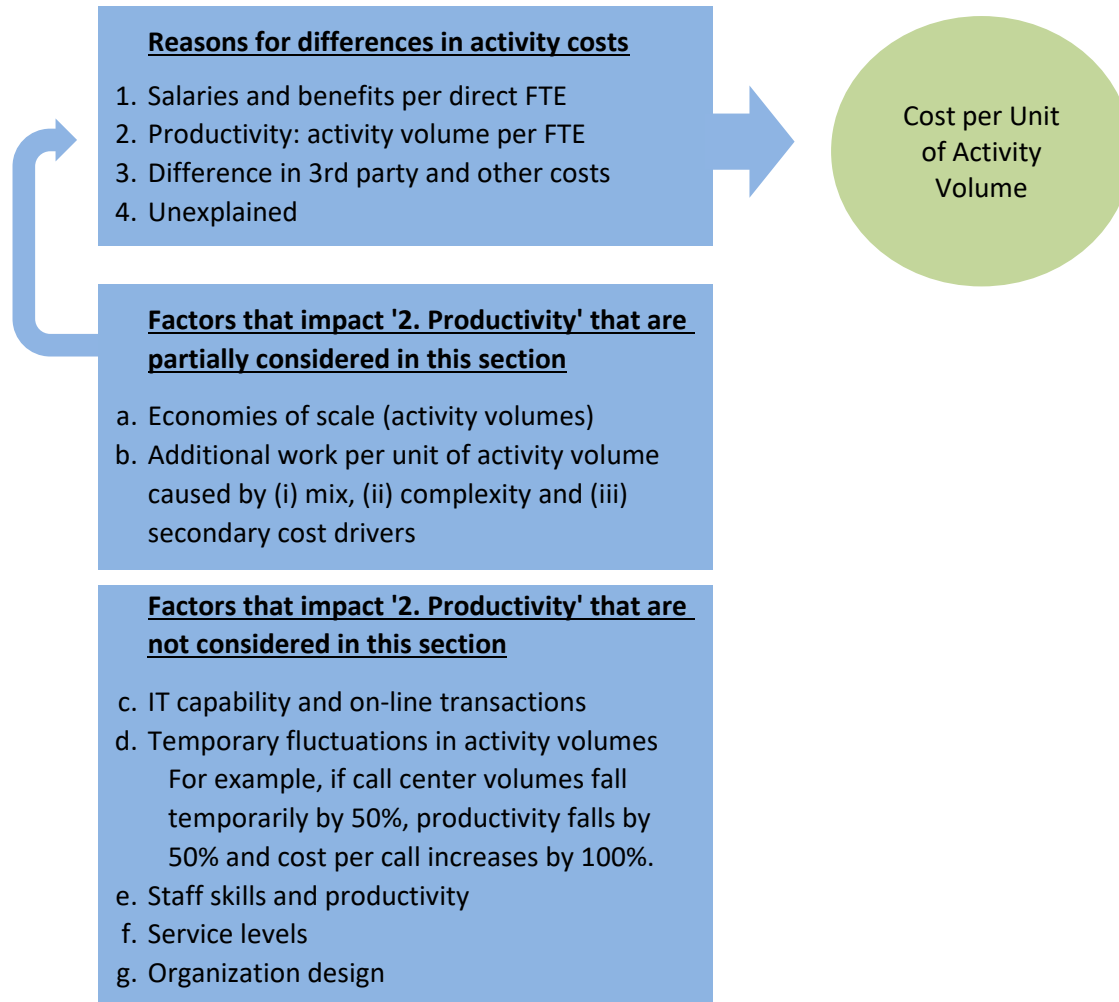 Reasons for differences in activity costs
1. Salaries and benefits per direct FTE
2. Productivity: activity volume per FTE
3. Difference in 3rd party and other costs
4. Unexplained
Cost per Unit
of Activity
Volume
Factors that impact '2. Productivity' that are
partially considered in this section
a. Economies of scale (activity volumes)
b. Additional work per unit of activity volume
caused by (i) mix, (ii) complexity and (iii)
secondary cost drivers
Factors that impact '2. Productivity' that are
not considered in this section
c. IT capability and on-line transactions
d. Temporary fluctuations in activity volumes
For example, if call center volumes fall
temporarily by 50%, productivity falls by
50% and cost per call increases by 100%.
e. Staff skills and productivity
f. Service levels
g. Organization design